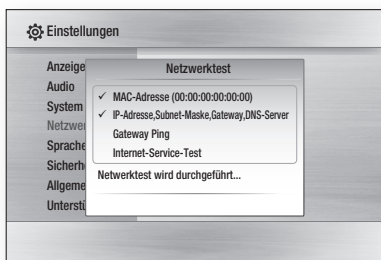 Einstellungen
Anzeige
Audio
System
Netzwe
Sprache
Sicherh
Allgeme
Unterstü
Netzwerktest
✓ MAC-Adresse (00:00:00:00:00:00)
✓ IP-Adresse,Subnet-Maske,Gateway,DNS-Server
Gateway Ping
Internet-Service-Test
Netwerktest wird durchgeführt...